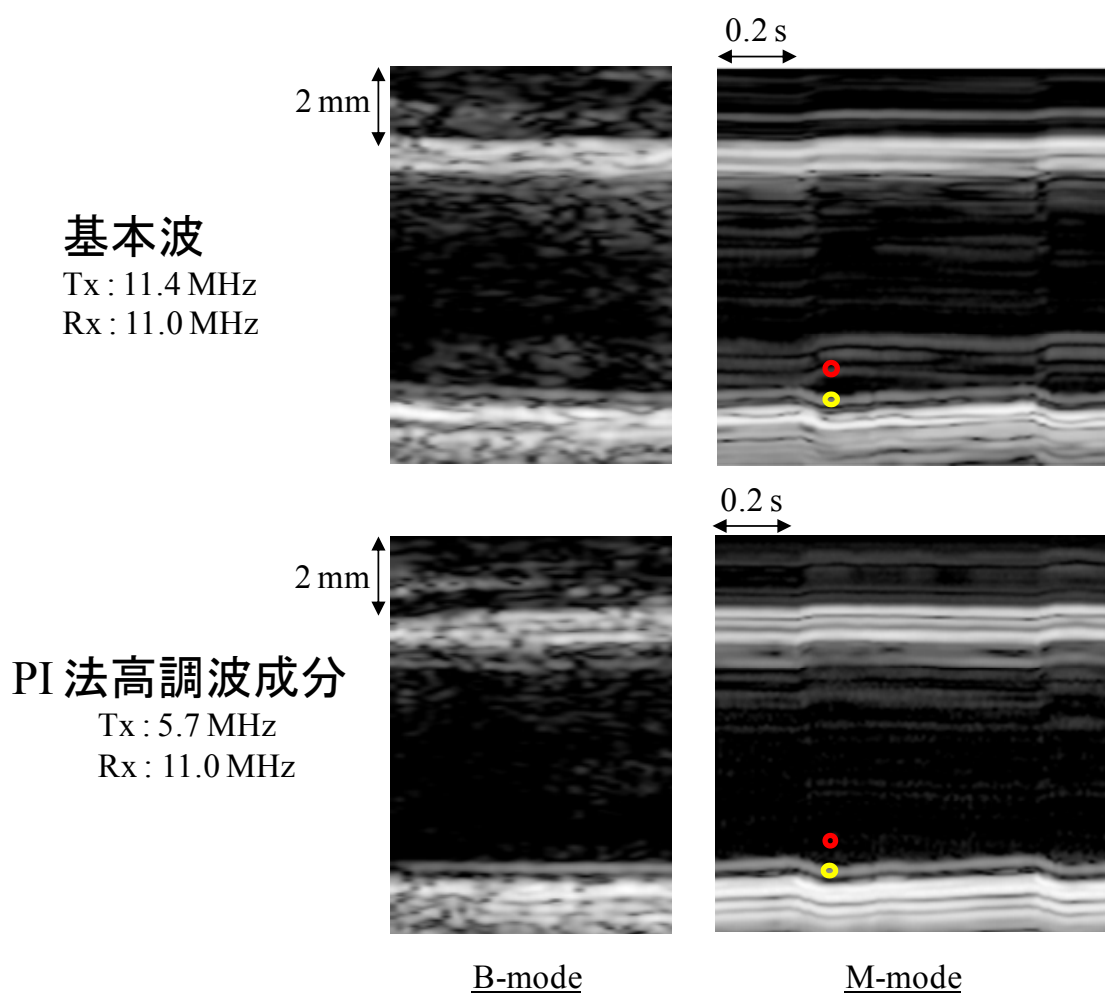 0.2 s
2 mm
基本波
Tx : 11.4 MHz
Rx : 11.0 MHz
0.2 s
2 mm
PI 法高調波成分
Tx : 5.7 MHz
Rx : 11.0 MHz
B-mode
M-mode